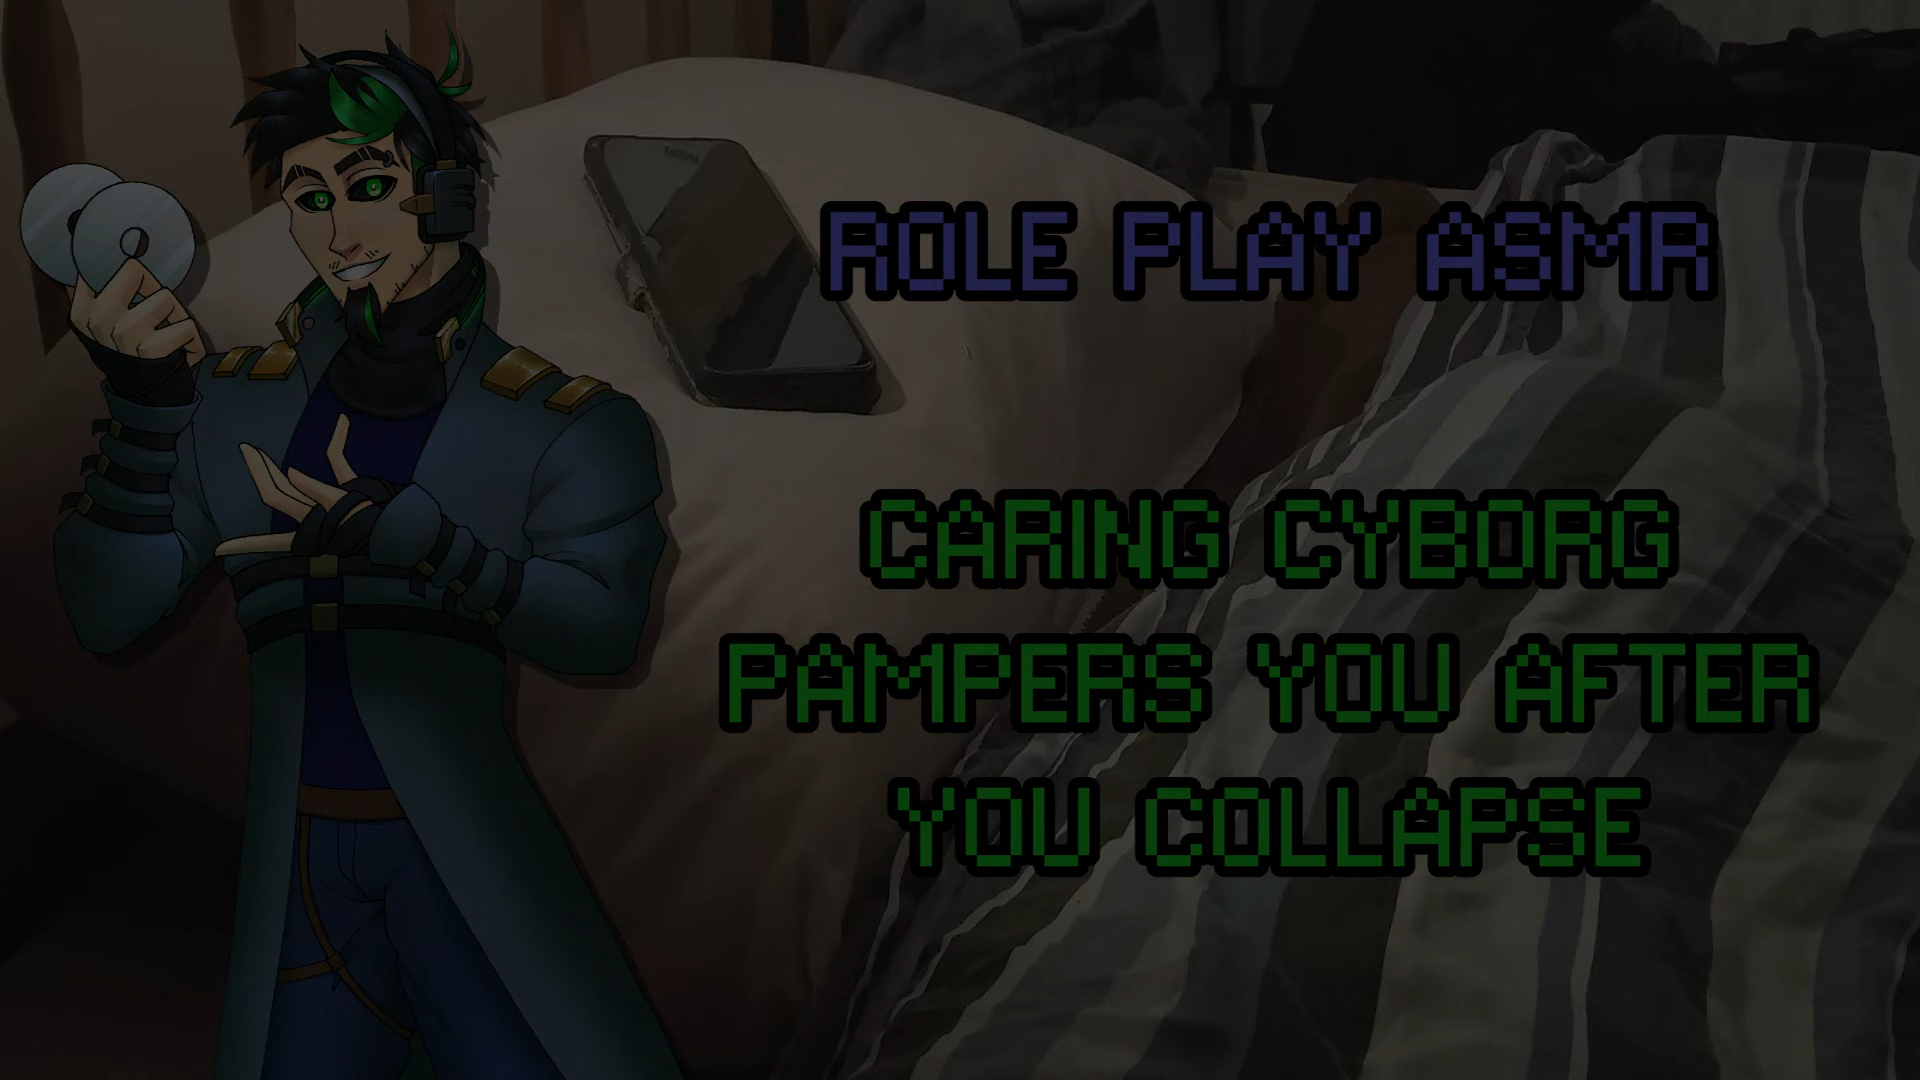 ROLE PLAY ASMR
CARING CYBORG
PAMPERS YOU AFTER
YOU COLLAPSE